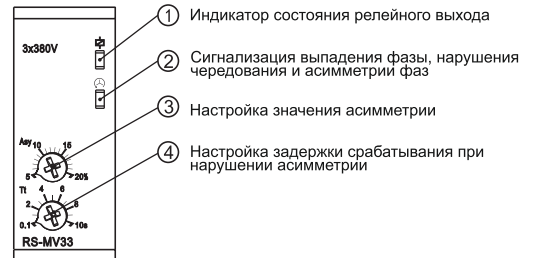 3x380V
1 Индикатор состояния релейного выхода
2 Сигнализация выпадения фазы, нарушения
чередования и асимметрии фаз
3 Настройка значения асимметрии
Asy 10 15
5 20%
4 Настройка задержки срабатывания при
нарушении асимметрии
Tt 4 6
2 8
0.1 10s
RS-MV33